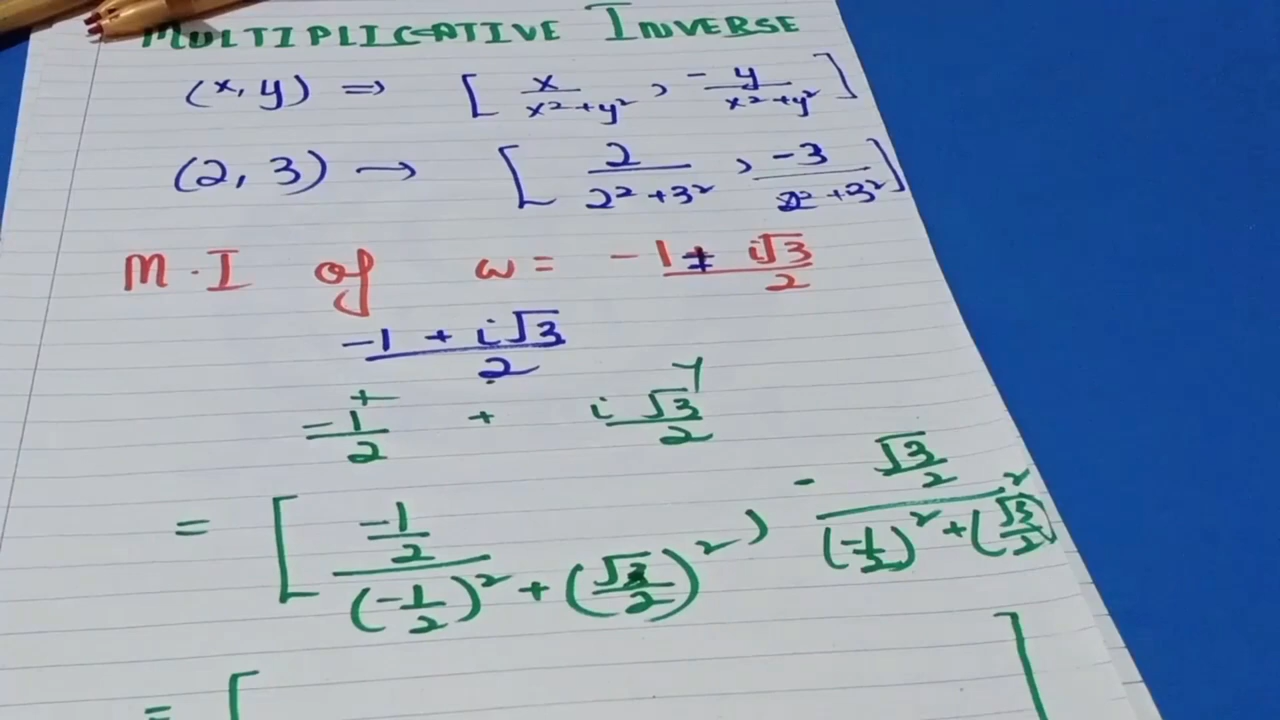 MULTIPLICATIVE INVERSE
(x, y) ⇒ [ x/(x²+y²) , -y/(x²+y²) ]
(2, 3) → [ 2/(2²+3²) , -3/(2²+3²) ]
M.I of ω = (-1 ± i√3)/2
(-1 + i√3)/2
x y
-1/2 + i√3/2
= [ (-1/2)/((-1/2)² + (√3/2)²) , - (√3/2)/((-1/2)² + (√3/2)²)
= [ ]